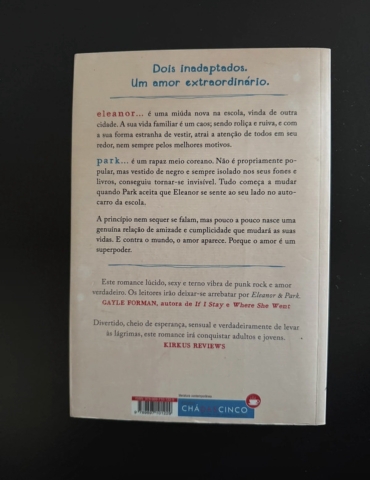 Dois inadaptados.
Um amor extraordinário.
eleanor... é uma miúda nova na escola, vinda de outra
cidade. A sua vida familiar é um caos; sendo roliça e ruiva, e com
a sua forma estranha de vestir, atrai a atenção de todos em seu
redor, nem sempre pelos melhores motivos.
park... é um rapaz meio coreano. Não é propriamente po-
pular, mas vestido de negro e sempre isolado nos seus fones e
livros, conseguiu tornar-se invisível. Tudo começa a mudar
quando Park aceita que Eleanor se sente ao seu lado no auto-
carro da escola.
A princípio nem sequer se falam, mas pouco a pouco nasce uma
genuína relação de amizade e cumplicidade que mudará as suas
vidas. E contra o mundo, o amor aparece. Porque o amor é um
superpoder.
Este romance lúcido, sexy e terno vibra de punk rock e amor
verdadeiro. Os leitores irão deixar-se arrebatar por Eleanor & Park.
GAYLE FORMAN, autora de If I Stay e Where She Went
Divertido, cheio de esperança, sensual e verdadeiramente de levar
às lágrimas, este romance irá conquistar adultos e jovens.
KIRKUS REVIEWS
CHÁ DAS CINCO